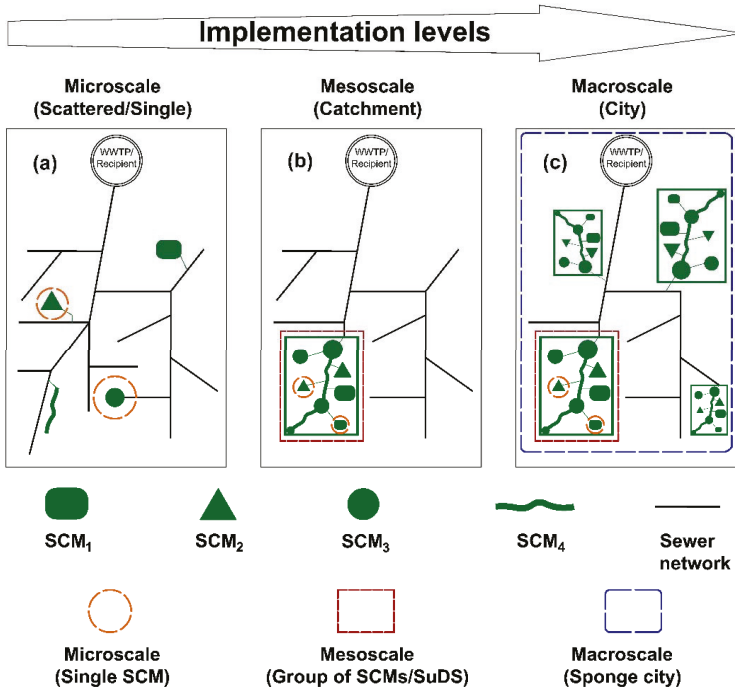 Implementation levels
Microscale
(Scattered/Single)
Mesoscale
(Catchment)
Macroscale
(City)
(a)
WWTP/
Recipient
(b)
WWTP/
Recipient
(c)
WWTP/
Recipient
SCM₁
SCM₂
SCM₃
SCM₄
Sewer
network
Microscale
(Single SCM)
Mesoscale
(Group of SCMs/SuDS)
Macroscale
(Sponge city)